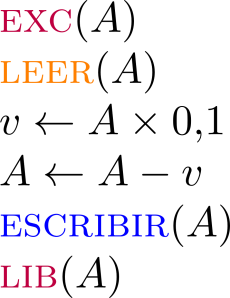 EXC(A)
LEER(A)
v ← A × 0,1
A ← A − v
ESCRIBIR(A)
LIB(A)